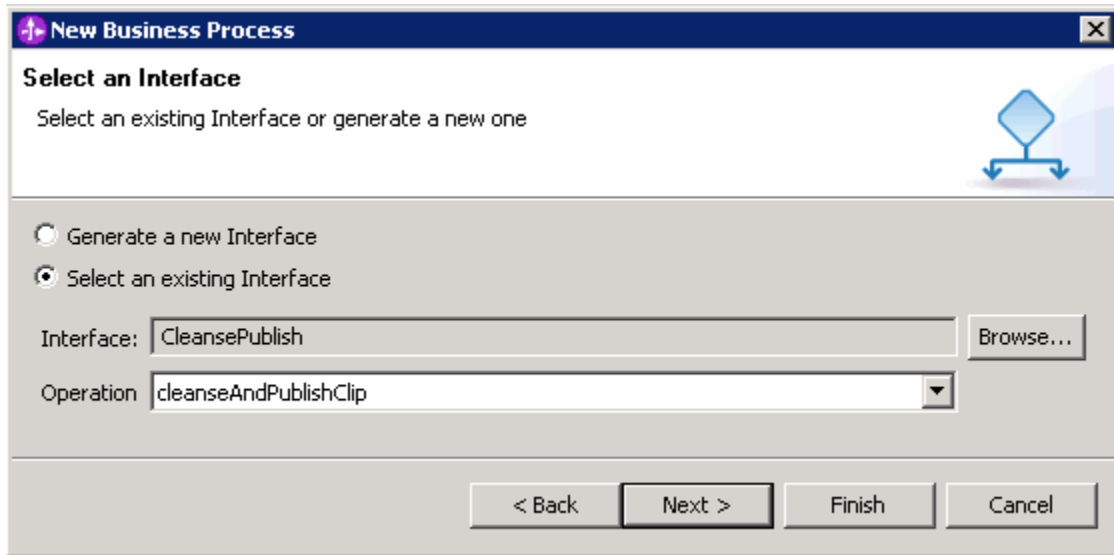 New Business Process
Select an Interface
Select an existing Interface or generate a new one
Generate a new Interface
Select an existing Interface
Interface: CleansePublish Browse...
Operation cleanseAndPublishClip
< Back Next > Finish Cancel